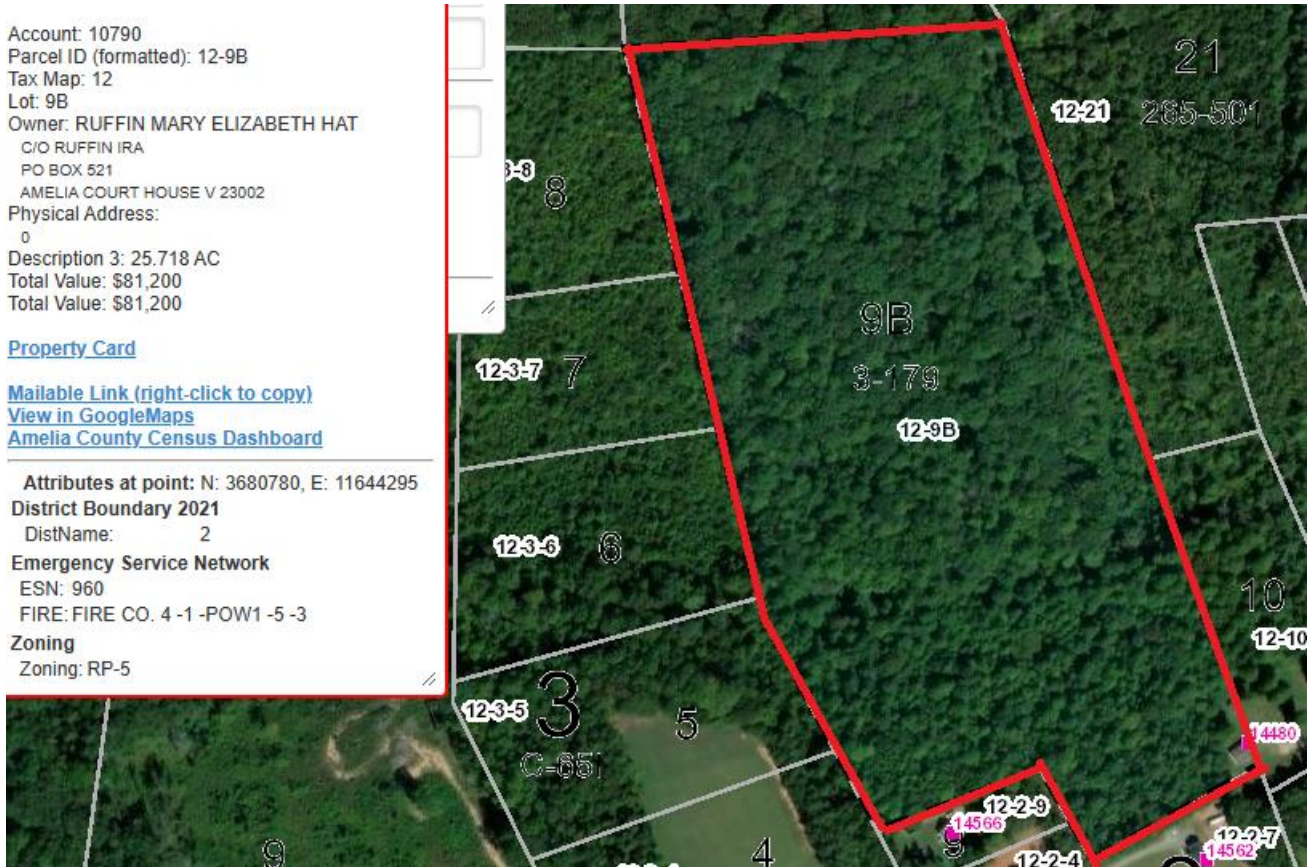 Account: 10790
Parcel ID (formatted): 12-9B
Tax Map: 12
Lot: 9B
Owner: RUFFIN MARY ELIZABETH HAT
C/O RUFFIN IRA
PO BOX 521
AMELIA COURT HOUSE V 23002
Physical Address:
0
Description 3: 25.718 AC
Total Value: $81,200
Total Value: $81,200
Property Card
Mailable Link (right-click to copy)
View in GoogleMaps
Amelia County Census Dashboard
Attributes at point: N: 3680780, E: 11644295
District Boundary 2021
DistName: 2
Emergency Service Network
ESN: 960
FIRE: FIRE CO. 4 -1 -POW1 -5 -3
Zoning
Zoning: RP-5
21
12-21
265-501
3-8
8
9B
3-179
12-9B
12-3-7
7
12-3-6
6
10
12-10
12-3-5
3
5
14480
12-2-9
14566
9
4
12-2-4
12-2-7
14562
9